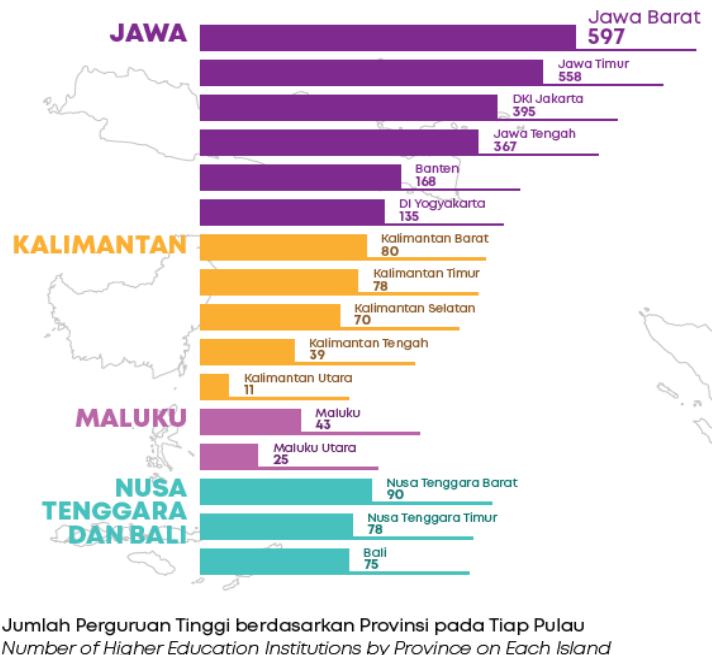 JAWA
Jawa Barat
597
Jawa Timur
558
DKI Jakarta
395
Jawa Tengah
367
Banten
168
DI Yogyakarta
135
KALIMANTAN
Kalimantan Barat
80
Kalimantan Timur
78
Kalimantan Selatan
70
Kalimantan Tengah
39
Kalimantan Utara
11
MALUKU
Maluku
43
Maluku Utara
25
NUSA
TENGGARA
DAN BALI
Nusa Tenggara Barat
90
Nusa Tenggara Timur
78
Bali
75
Jumlah Perguruan Tinggi berdasarkan Provinsi pada Tiap Pulau
Number of Higher Education Institutions by Province on Each Island